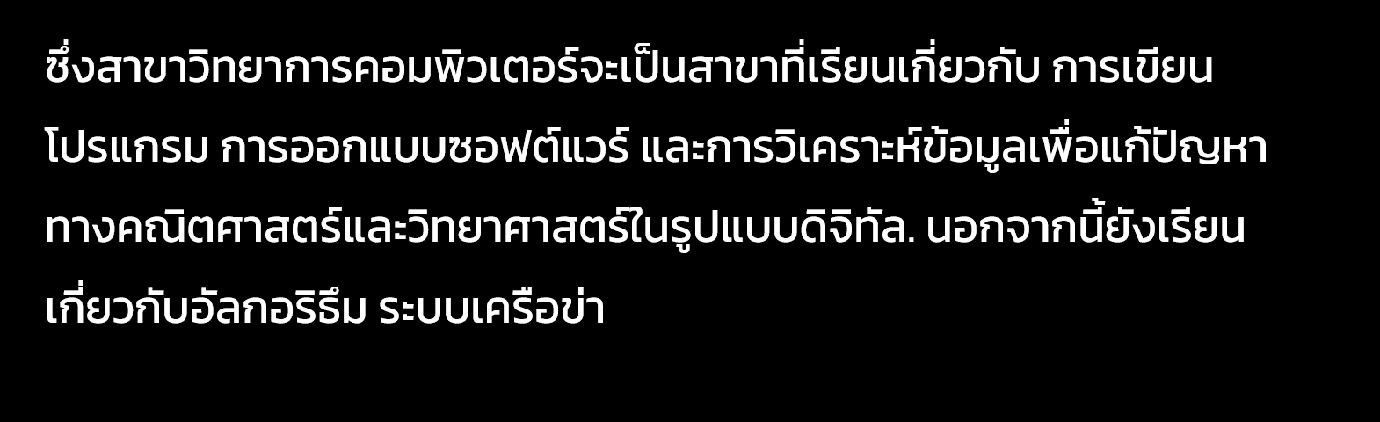 ซึ่งสาขาวิทยาการคอมพิวเตอร์จะเป็นสาขาที่เรียนเกี่ยวกับ การเขียน
โปรแกรม การออกแบบซอฟต์แวร์ และการวิเคราะห์ข้อมูลเพื่อแก้ปัญหา
ทางคณิตศาสตร์และวิทยาศาสตร์ในรูปแบบดิจิทัล. นอกจากนี้ยังเรียน
เกี่ยวกับอัลกอริธึม ระบบเครือข่า